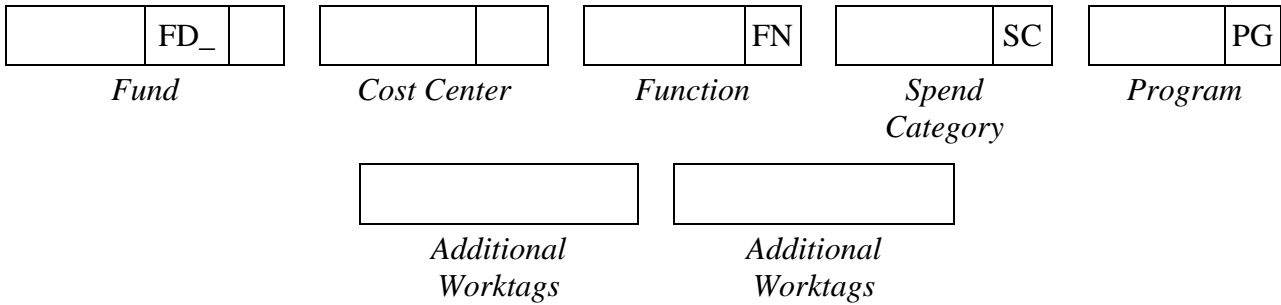 FD_ FN SC PG
Fund Cost Center Function Spend Category Program
Additional Worktags Additional Worktags